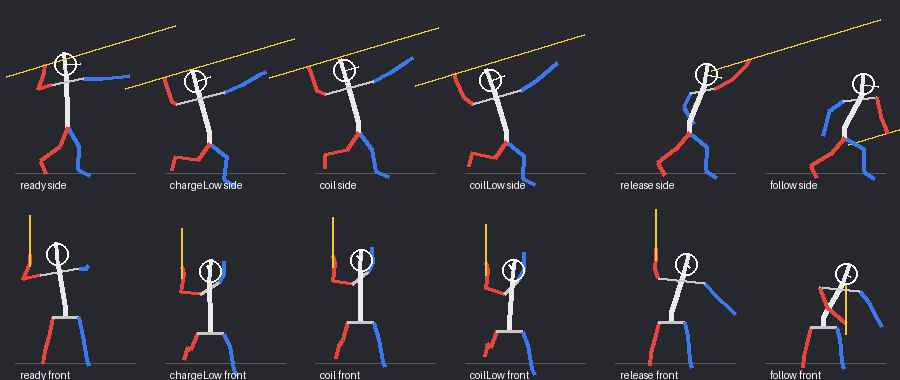 ready side
chargeLow side
coil side
coilLow side
release side
follow side
ready front
chargeLow front
coil front
coilLow front
release front
follow front